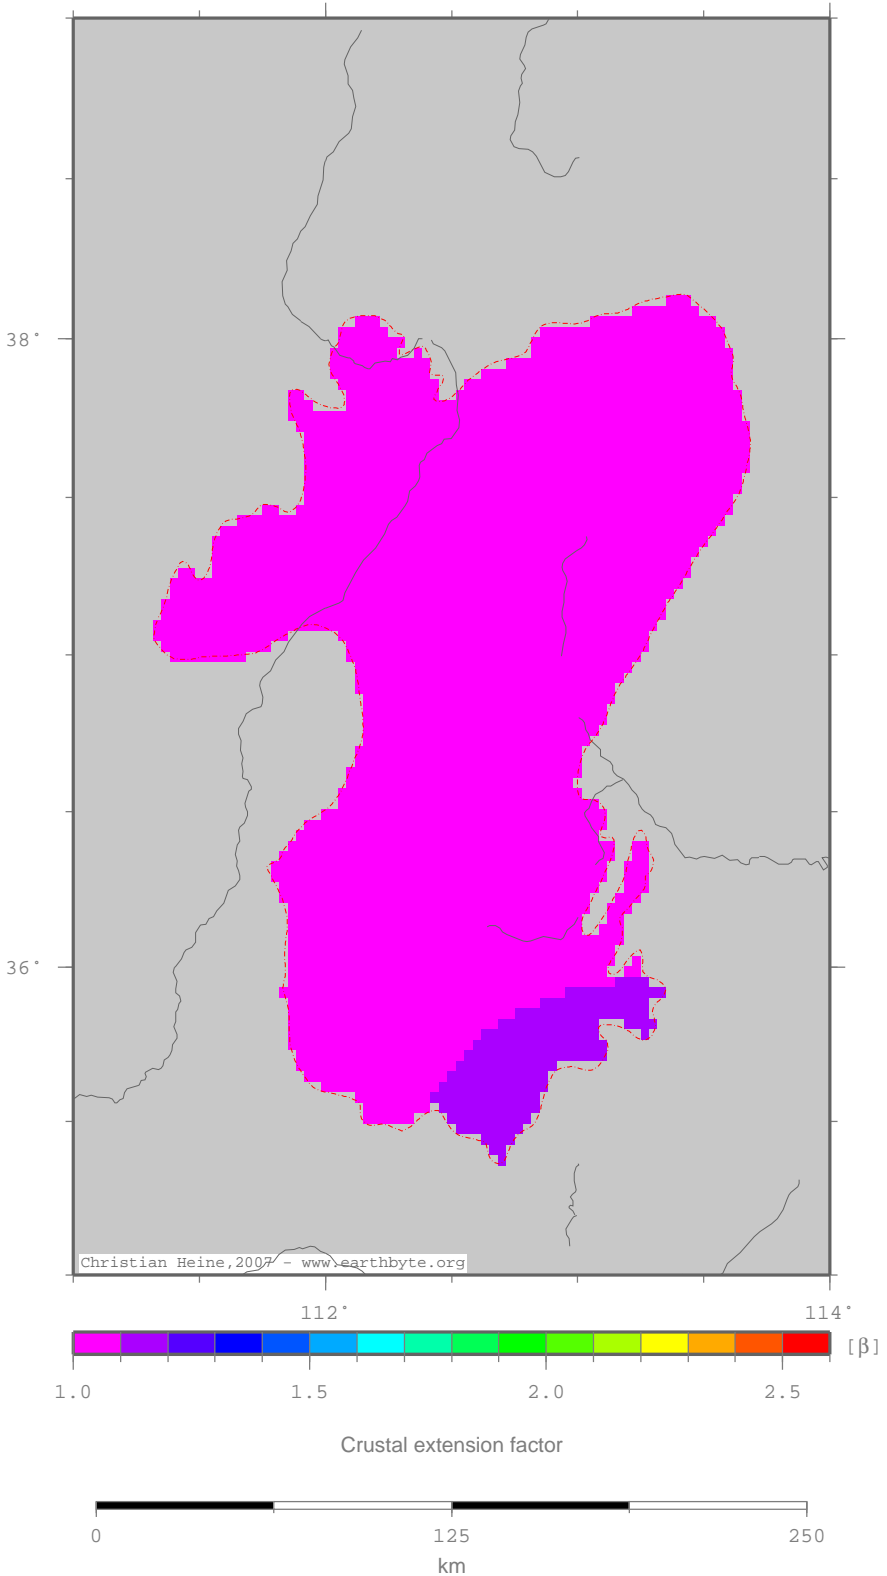 38°
36°
Christian Heine,2007 - www.earthbyte.org
112° 114°
[β]
1.0 1.5 2.0 2.5
Crustal extension factor
0 125 250
km